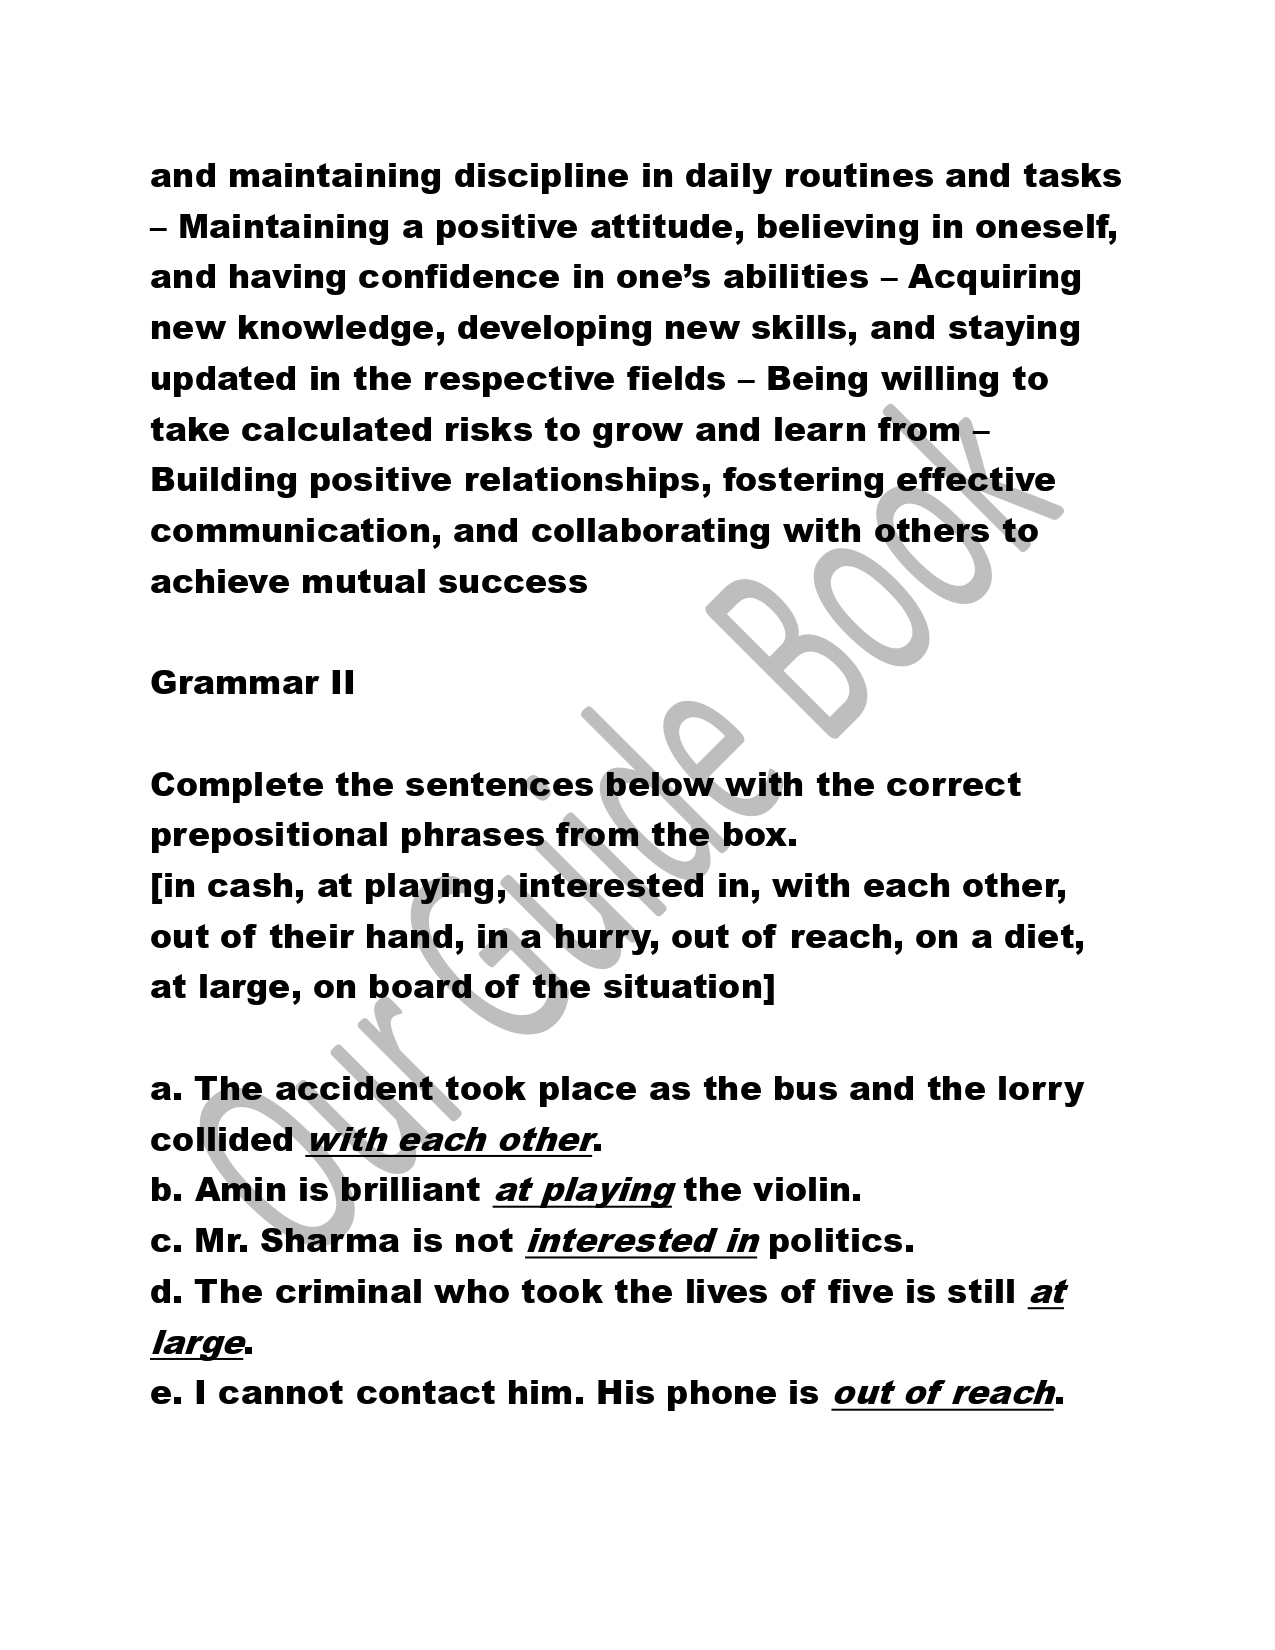 and maintaining discipline in daily routines and tasks
– Maintaining a positive attitude, believing in oneself,
and having confidence in one’s abilities – Acquiring
new knowledge, developing new skills, and staying
updated in the respective fields – Being willing to
take calculated risks to grow and learn from –
Building positive relationships, fostering effective
communication, and collaborating with others to
achieve mutual success
Grammar II
Complete the sentences below with the correct
prepositional phrases from the box.
[in cash, at playing, interested in, with each other,
out of their hand, in a hurry, out of reach, on a diet,
at large, on board of the situation]
a. The accident took place as the bus and the lorry
collided with each other.
b. Amin is brilliant at playing the violin.
c. Mr. Sharma is not interested in politics.
d. The criminal who took the lives of five is still at
large.
e. I cannot contact him. His phone is out of reach.
Our Guide Book